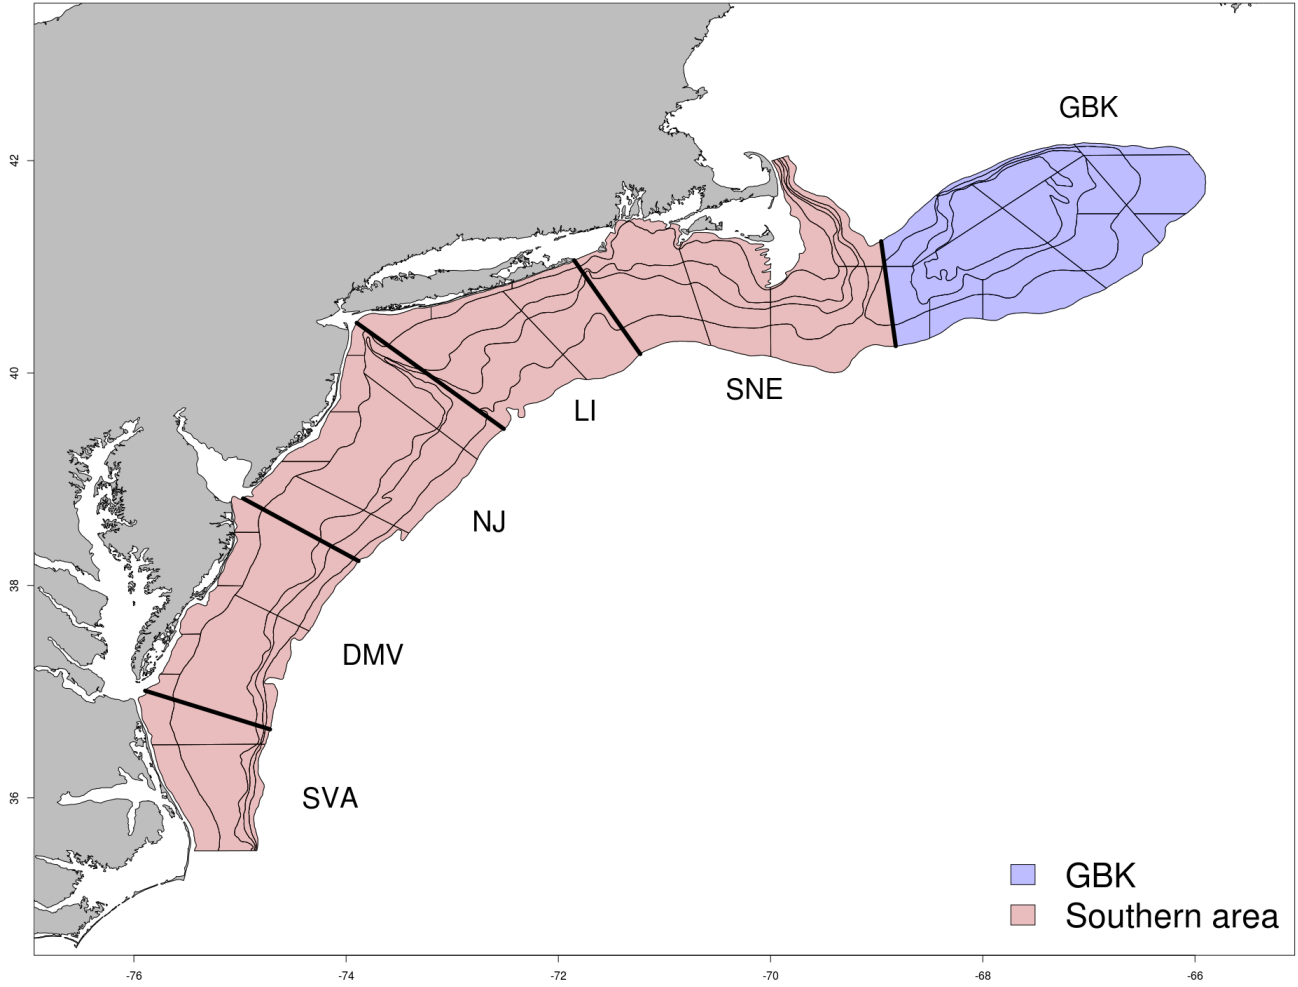 GBK
42
40
SNE
LI
NJ
38
DMV
SVA
36
GBK
Southern area
-76
-74
-72
-70
-68
-66